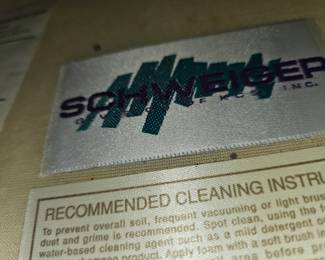 SCHWEIGER
INC.
RECOMMENDED CLEANING INSTRU
To prevent overall soil, frequent vacuuming or light brus
dust and grime is recommended. Spot clean, using the fo
water-based cleaning agent such as a mild detergent
product. Apply foam with a soft brush in
before